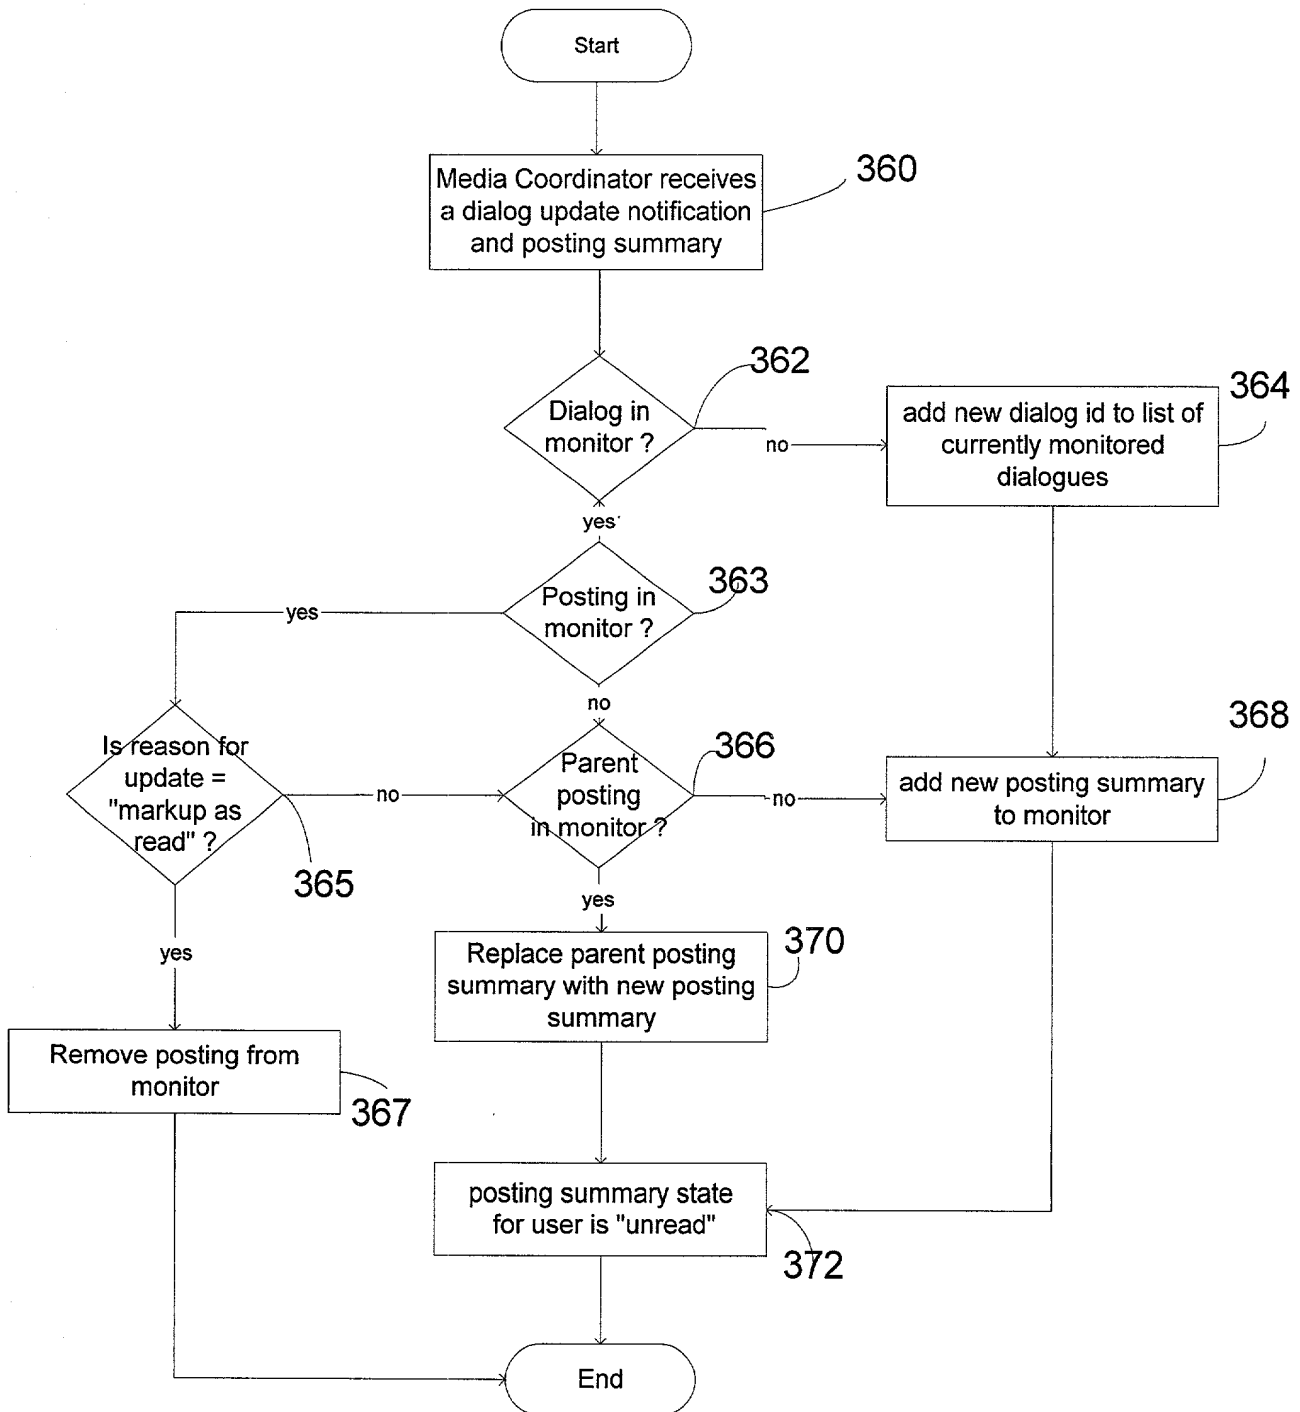 Start
Media Coordinator receives
a dialog update notification
and posting summary
360
Dialog in
monitor ?
362
no
add new dialog id to list of
currently monitored
dialogues
364
yes
Posting in
monitor ?
363
yes
no
Is reason for
update =
"markup as
read" ?
365
no
Parent
posting
in monitor ?
366
no
add new posting summary
to monitor
368
yes
yes
Replace parent posting
summary with new posting
summary
370
Remove posting from
monitor
367
posting summary state
for user is "unread"
372
End